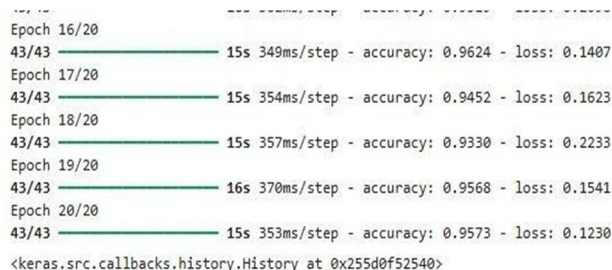 Epoch 16/20
43/43 15s 349ms/step - accuracy: 0.9624 - loss: 0.1407
Epoch 17/20
43/43 15s 354ms/step - accuracy: 0.9452 - loss: 0.1623
Epoch 18/20
43/43 15s 357ms/step - accuracy: 0.9330 - loss: 0.2233
Epoch 19/20
43/43 16s 370ms/step - accuracy: 0.9568 - loss: 0.1541
Epoch 20/20
43/43 15s 353ms/step - accuracy: 0.9573 - loss: 0.1230
<keras.src.callbacks.history.History at 0x255d0f52540>